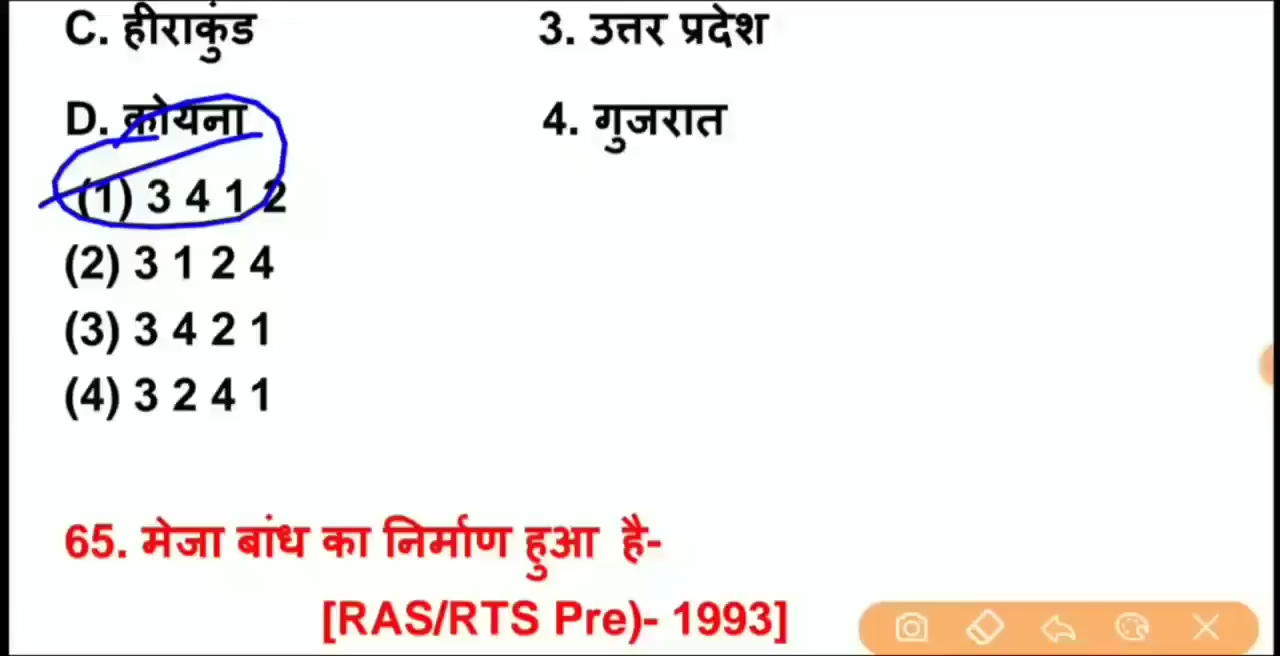 C. हीराकुंड 3. उत्तर प्रदेश
D. कोयना 4. गुजरात
(1) 3 4 1 2
(2) 3 1 2 4
(3) 3 4 2 1
(4) 3 2 4 1
65. मेजा बांध का निर्माण हुआ है-
[RAS/RTS Pre)- 1993]